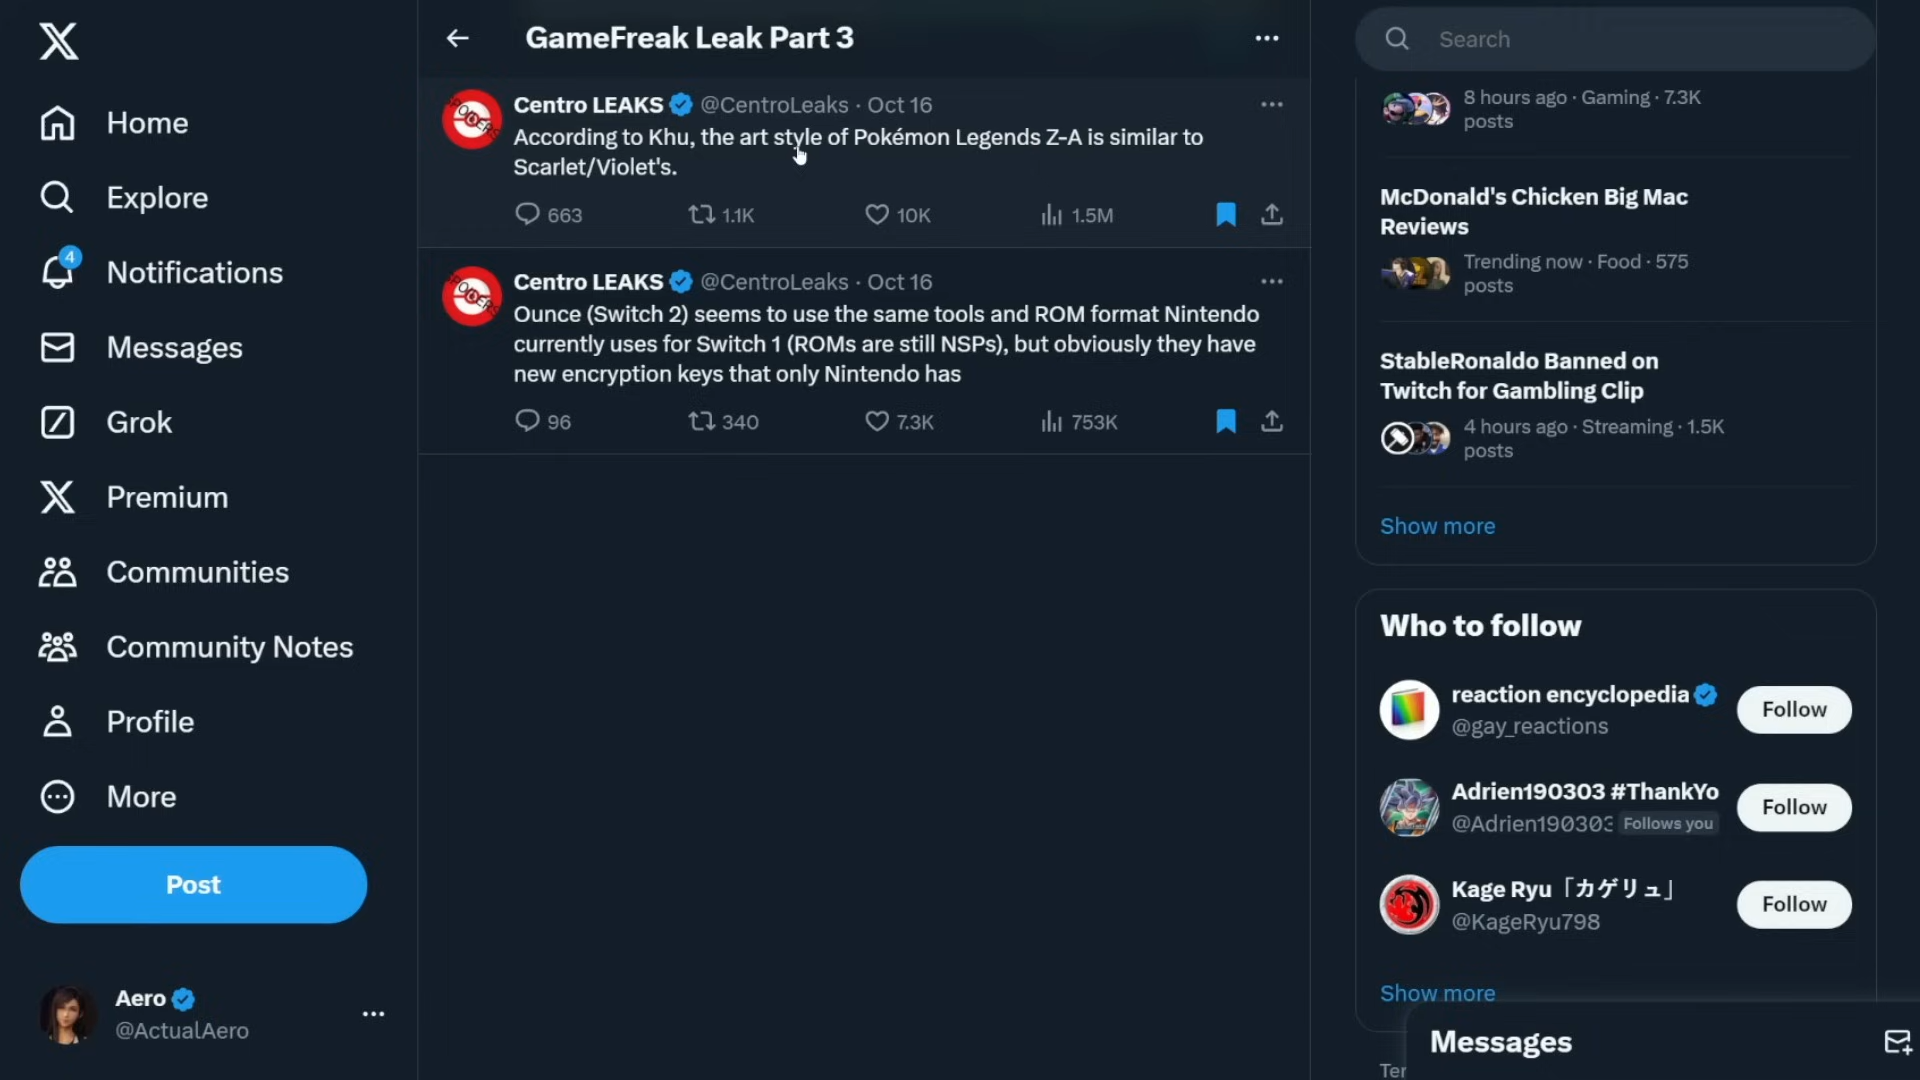 Home
Explore
4
Notifications
Messages
Grok
Premium
Communities
Community Notes
Profile
More
Post
Aero
@ActualAero
GameFreak Leak Part 3
Centro LEAKS @CentroLeaks · Oct 16
According to Khu, the art style of Pokémon Legends Z-A is similar to
Scarlet/Violet's.
663 1.1K 10K 1.5M
Centro LEAKS @CentroLeaks · Oct 16
Ounce (Switch 2) seems to use the same tools and ROM format Nintendo
currently uses for Switch 1 (ROMs are still NSPs), but obviously they have
new encryption keys that only Nintendo has
96 340 7.3K 753K
Search
8 hours ago · Gaming · 7.3K
posts
McDonald's Chicken Big Mac
Reviews
Trending now · Food · 575
posts
StableRonaldo Banned on
Twitch for Gambling Clip
4 hours ago · Streaming · 1.5K
posts
Show more
Who to follow
reaction encyclopedia
@gay_reactions
Follow
Adrien190303 #ThankYo
@Adrien190303 Follows you
Follow
Kage Ryu「カゲリュ」
@KageRyu798
Follow
Show more
Messages
Ter